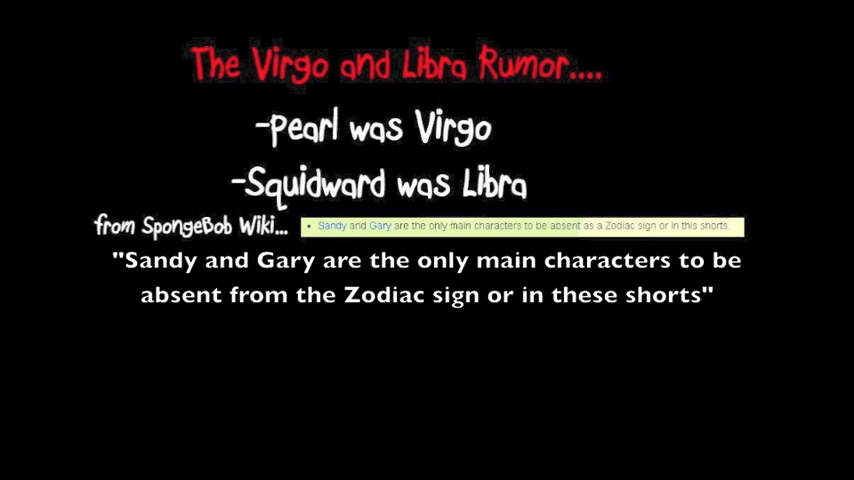 The Virgo and Libra Rumor....
-Pearl was Virgo
-Squidward was Libra
from SpongeBob Wiki... • Sandy and Gary are the only main characters to be absent as a Zodiac sign or in this shorts.
"Sandy and Gary are the only main characters to be
absent from the Zodiac sign or in these shorts"